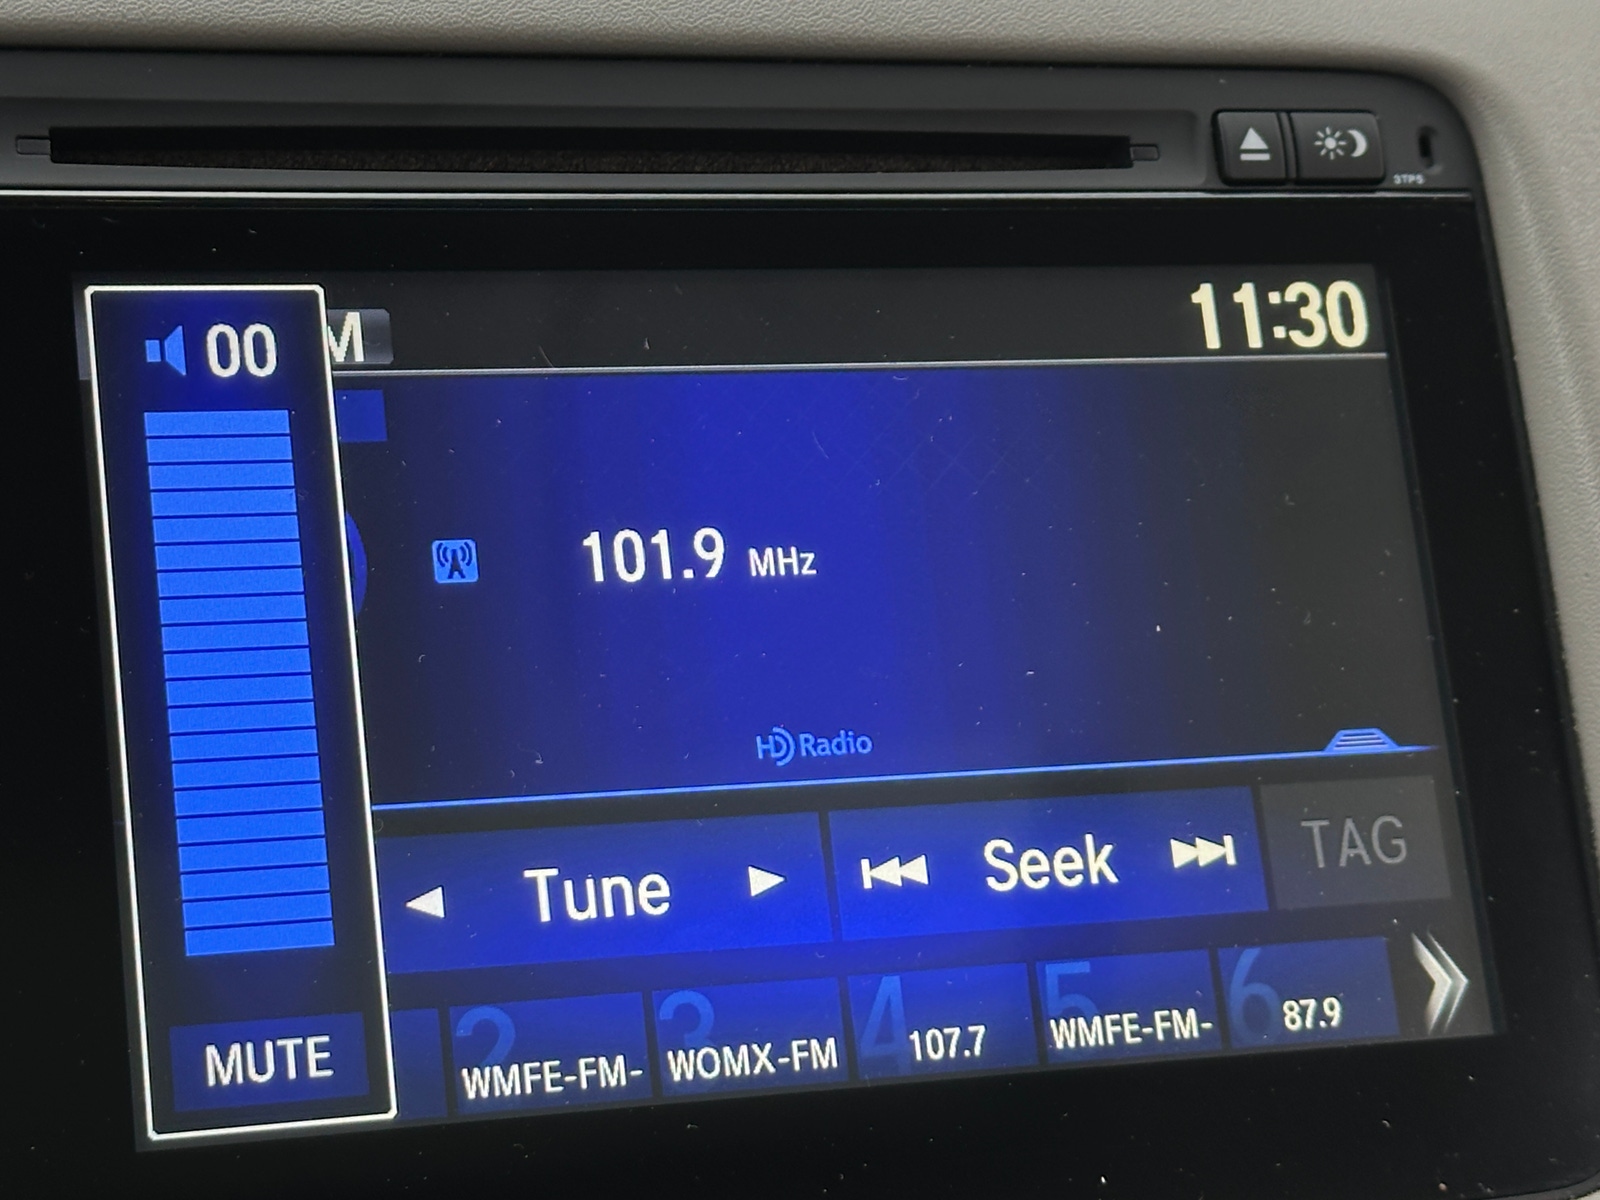 3TPS
00
M
11:30
101.9 MHz
HD Radio
Tune
Seek
TAG
2
WMFE-FM-
3
WOMX-FM
4
107.7
5
WMFE-FM-
6
87.9
MUTE